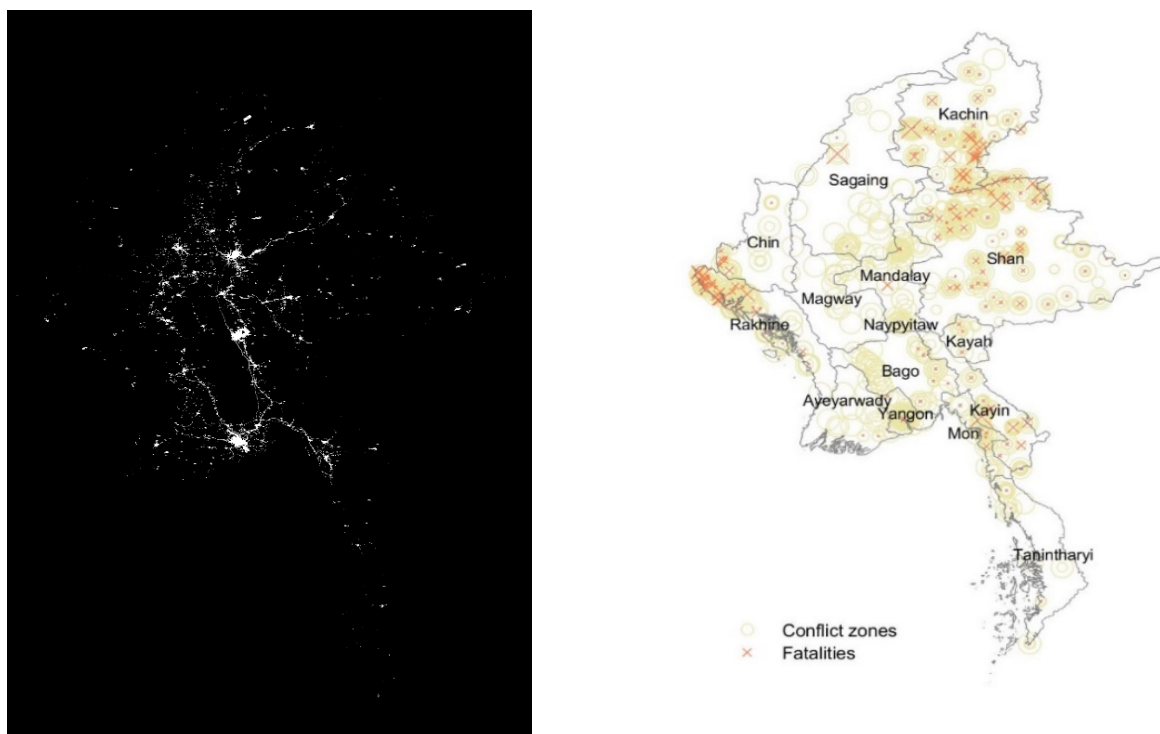 Kachin
Sagaing
Chin
Shan
Mandalay
Magway
Rakhine
Naypyitaw
Kayah
Bago
Ayeyarwady
Yangon
Kayin
Mon
Tanintharyi
Conflict zones
Fatalities